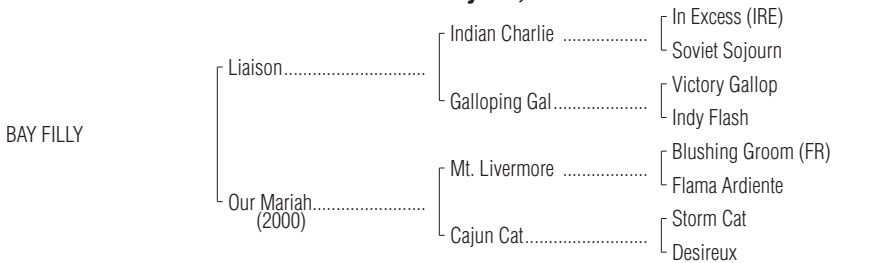 In Excess (IRE)
Indian Charlie ..................
Soviet Sojourn
Liaison..............................
Victory Gallop
Galloping Gal....................
Indy Flash
BAY FILLY
Blushing Groom (FR)
Mt. Livermore ..................
Flama Ardiente
Our Mariah........................
(2000)
Storm Cat
Cajun Cat..........................
Desireux